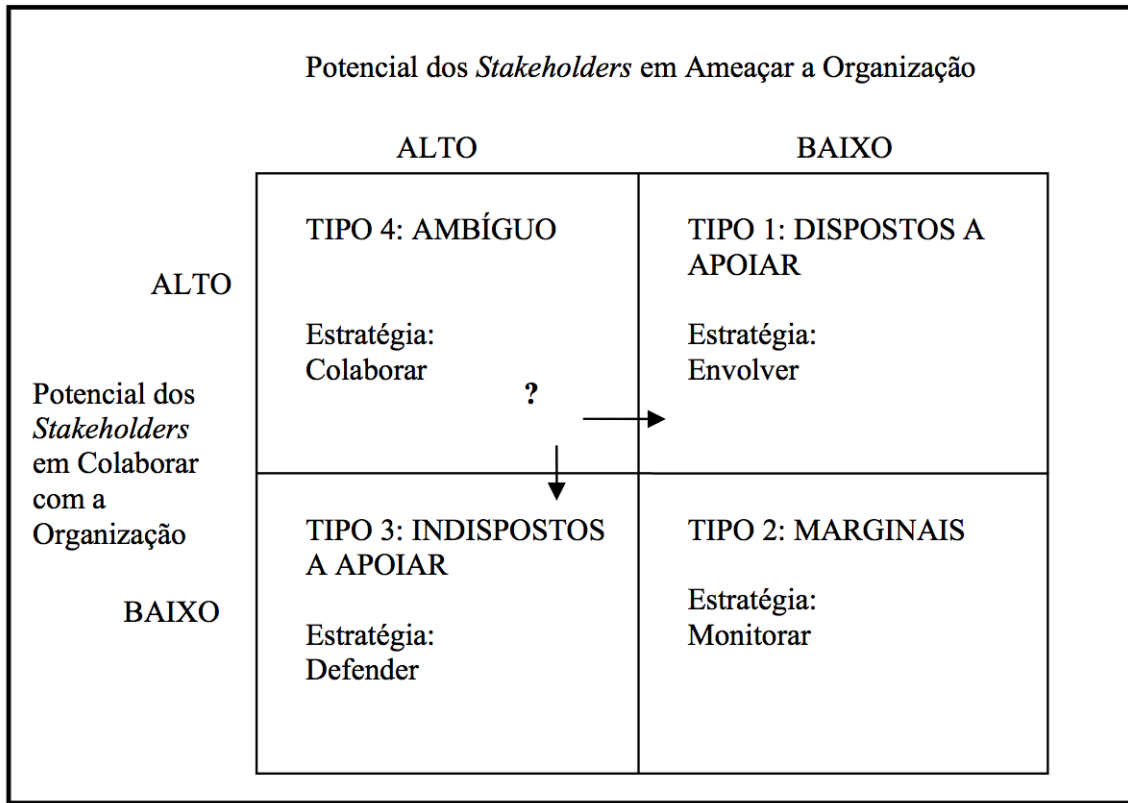 Potencial dos Stakeholders em Ameaçar a Organização
ALTO
BAIXO
ALTO
Potencial dos
Stakeholders
em Colaborar
com a
Organização
BAIXO
TIPO 4: AMBÍGUO
Estratégia:
Colaborar
?
TIPO 1: DISPOSTOS A
APOIAR
Estratégia:
Envolver
TIPO 3: INDISPOSTOS
A APOIAR
Estratégia:
Defender
TIPO 2: MARGINAIS
Estratégia:
Monitorar